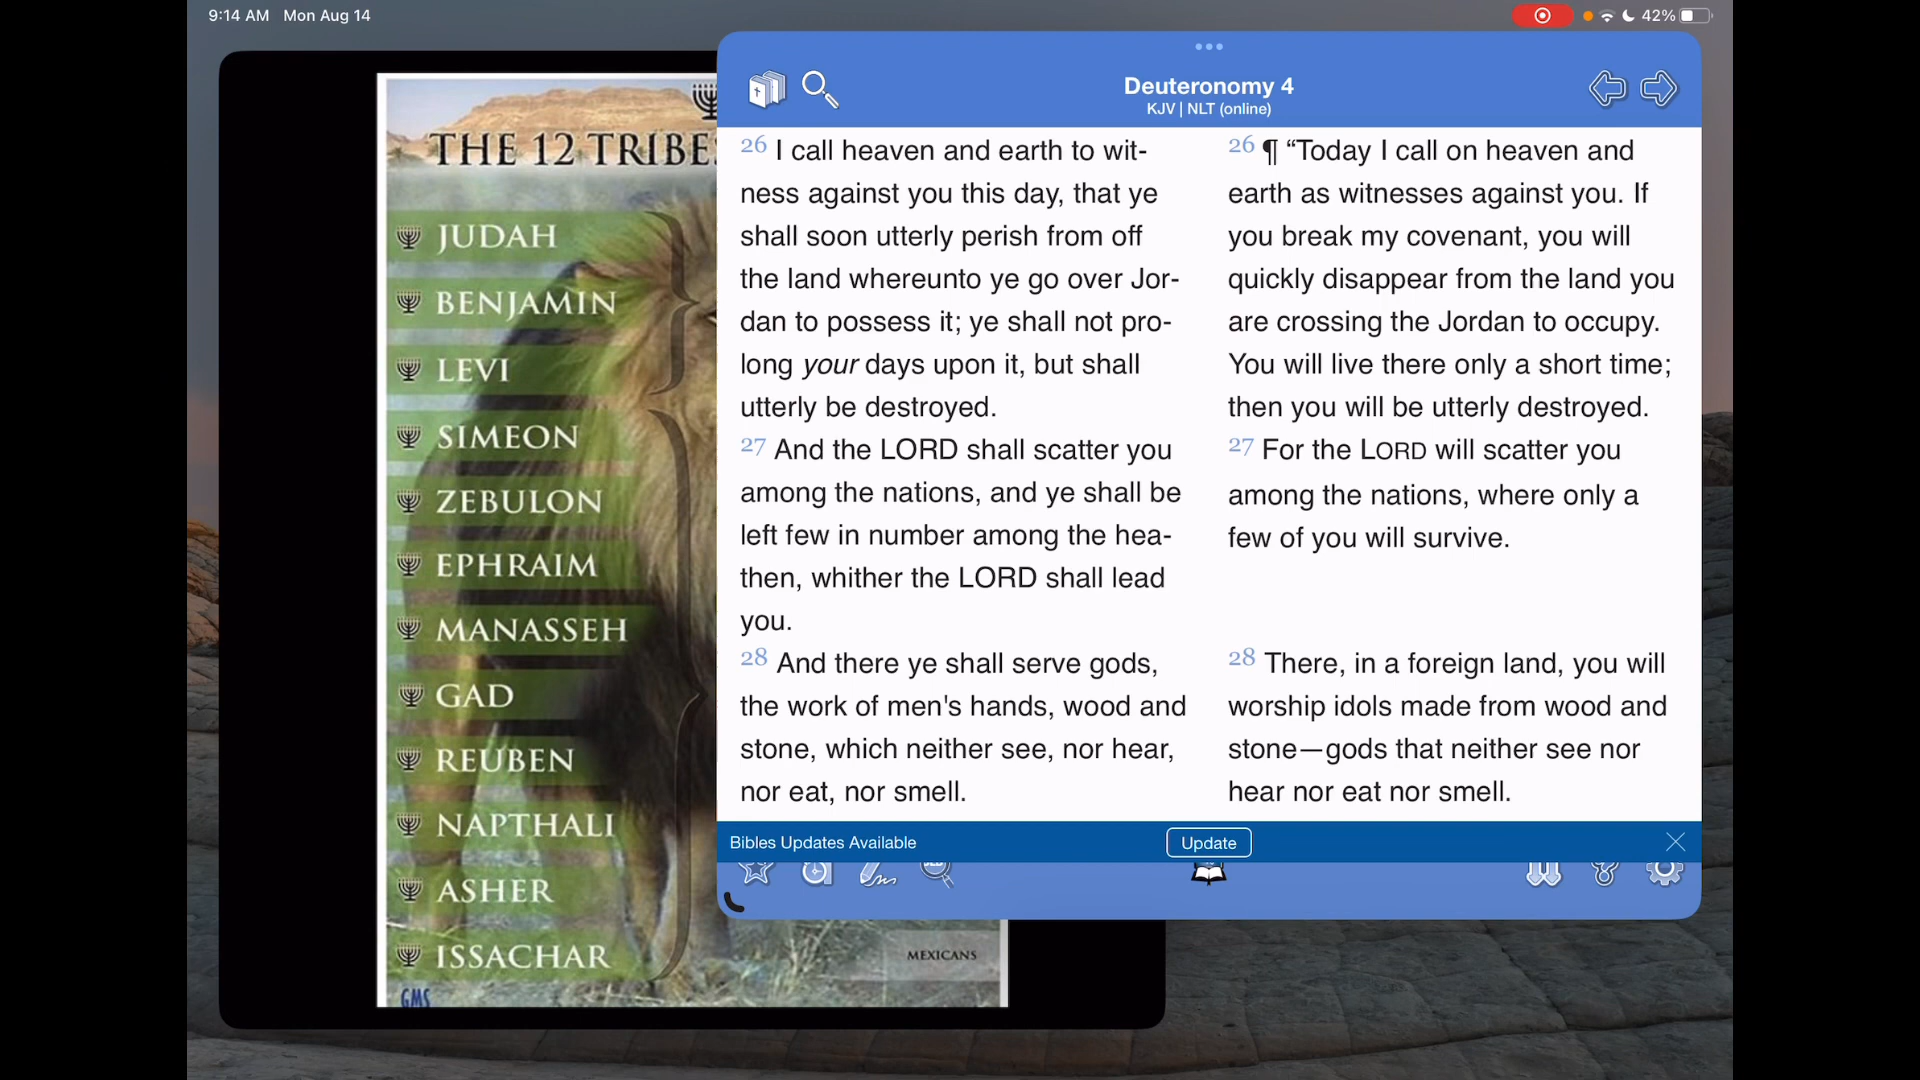 9:14 AM Mon Aug 14
42%
THE 12 TRIBES
JUDAH
BENJAMIN
LEVI
SIMEON
ZEBULON
EPHRAIM
MANASSEH
GAD
REUBEN
NAPTHALI
ASHER
ISSACHAR
MEXICANS
GMS
Deuteronomy 4
KJV | NLT (online)
26 I call heaven and earth to wit-
ness against you this day, that ye
shall soon utterly perish from off
the land whereunto ye go over Jor-
dan to possess it; ye shall not pro-
long your days upon it, but shall
utterly be destroyed.
27 And the LORD shall scatter you
among the nations, and ye shall be
left few in number among the hea-
then, whither the LORD shall lead
you.
28 And there ye shall serve gods,
the work of men's hands, wood and
stone, which neither see, nor hear,
nor eat, nor smell.
26 ¶ “Today I call on heaven and
earth as witnesses against you. If
you break my covenant, you will
quickly disappear from the land you
are crossing the Jordan to occupy.
You will live there only a short time;
then you will be utterly destroyed.
27 For the LORD will scatter you
among the nations, where only a
few of you will survive.
28 There, in a foreign land, you will
worship idols made from wood and
stone—gods that neither see nor
hear nor eat nor smell.
Bibles Updates Available
Update